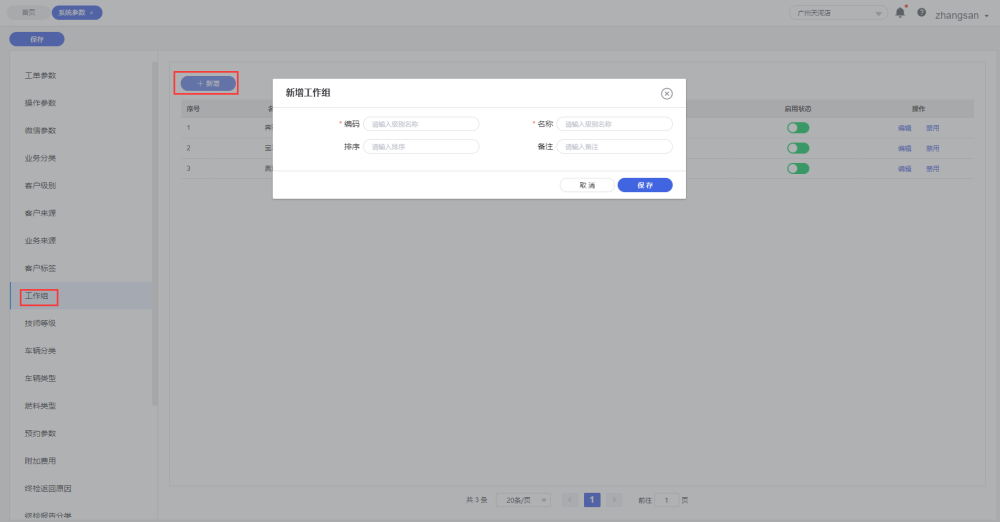 首页
系统参数
广州天河店
zhangsan
保存
工单参数
操作参数
微信参数
业务分类
客户级别
客户来源
业务来源
客户标签
工作组
技师等级
车辆分类
车辆类型
燃料类型
预约参数
附加费用
终检返回原因
终检报告分类
+ 新增
序号
启用状态
操作
1
编辑 禁用
2
编辑 禁用
3
编辑 禁用
新增工作组
* 编码 请输入级别名称
* 名称 请输入级别名称
排序 请输入排序
备注 请输入备注
取 消
保 存
共 3 条 20条/页 < 1 > 前往 1 页